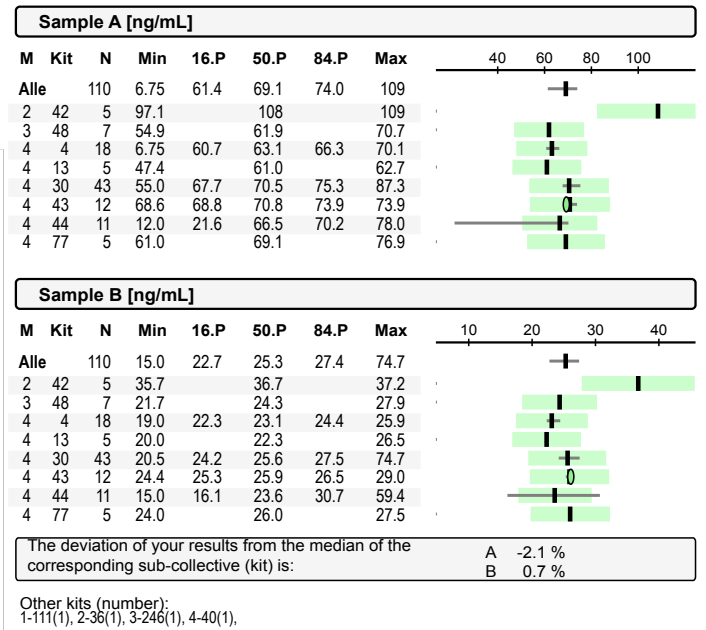 Sample A [ng/mL]
M Kit N Min 16.P 50.P 84.P Max 40 60 80 100
Alle 110 6.75 61.4 69.1 74.0 109
2 42 5 97.1 108 109
3 48 7 54.9 61.9 70.7
4 4 18 6.75 60.7 63.1 66.3 70.1
4 13 5 47.4 61.0 62.7
4 30 43 55.0 67.7 70.5 75.3 87.3
4 43 12 68.6 68.8 70.8 73.9 73.9
4 44 11 12.0 21.6 66.5 70.2 78.0
4 77 5 61.0 69.1 76.9
Sample B [ng/mL]
M Kit N Min 16.P 50.P 84.P Max 10 20 30 40
Alle 110 15.0 22.7 25.3 27.4 74.7
2 42 5 35.7 36.7 37.2
3 48 7 21.7 24.3 27.9
4 4 18 19.0 22.3 23.1 24.4 25.9
4 13 5 20.0 22.3 26.5
4 30 43 20.5 24.2 25.6 27.5 74.7
4 43 12 24.4 25.3 25.9 26.5 29.0
4 44 11 15.0 16.1 23.6 30.7 59.4
4 77 5 24.0 26.0 27.5
The deviation of your results from the median of the
corresponding sub-collective (kit) is:
A -2.1 %
B 0.7 %
Other kits (number):
1-111(1), 2-36(1), 3-246(1), 4-40(1),